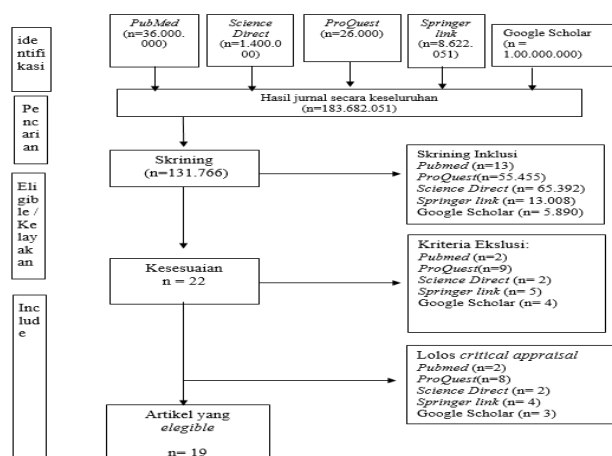 ide
ntifi
kasi
PubMed
(n=36.000.
000)
Science
Direct
(n=1.400.0
00)
ProQuest
(n=26.000)
Springer
link
(n=8.622.
051)
Google Scholar
(n =
1.00.000.000)
Hasil jurnal secara keseluruhan
(n=183.682.051)
Pe
nc
ari
an
Skrining
(n=131.766)
Skrining Inklusi
Pubmed (n=13)
ProQuest(n=55.455)
Science Direct (n= 65.392)
Springer link (n= 13.008)
Google Scholar (n= 5.890)
Eli
gib
le /
Ke
lay
ak
an
Kesesuaian
n = 22
Kriteria Ekslusi:
Pubmed (n=2)
ProQuest(n=9)
Science Direct (n= 2)
Springer link (n= 5)
Google Scholar (n= 4)
Inc
lud
e
Lolos critical appraisal
Pubmed (n=2)
ProQuest(n=8)
Science Direct (n= 2)
Springer link (n= 4)
Google Scholar (n= 3)
Artikel yang
elegible
n= 19